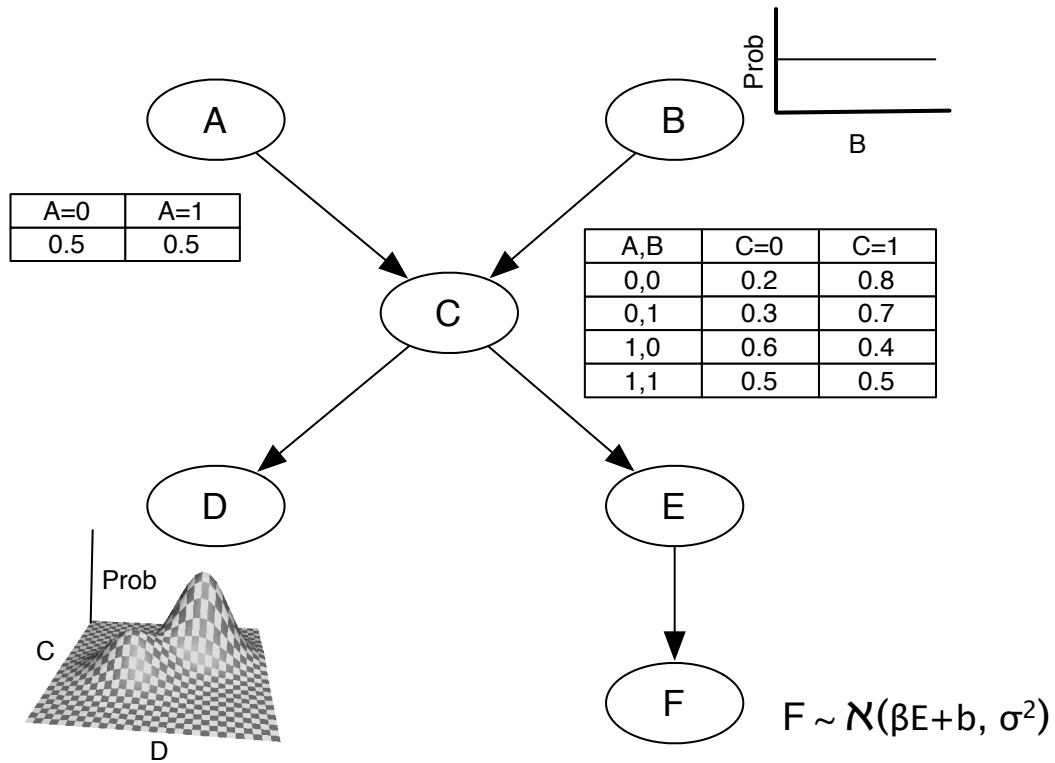 Prob
A
B
B
A=0 A=1
0.5 0.5
A,B C=0 C=1
0,0 0.2 0.8
0,1 0.3 0.7
1,0 0.6 0.4
1,1 0.5 0.5
C
D
E
Prob
C
D
F
F ~ ℵ(βE+b, σ²)